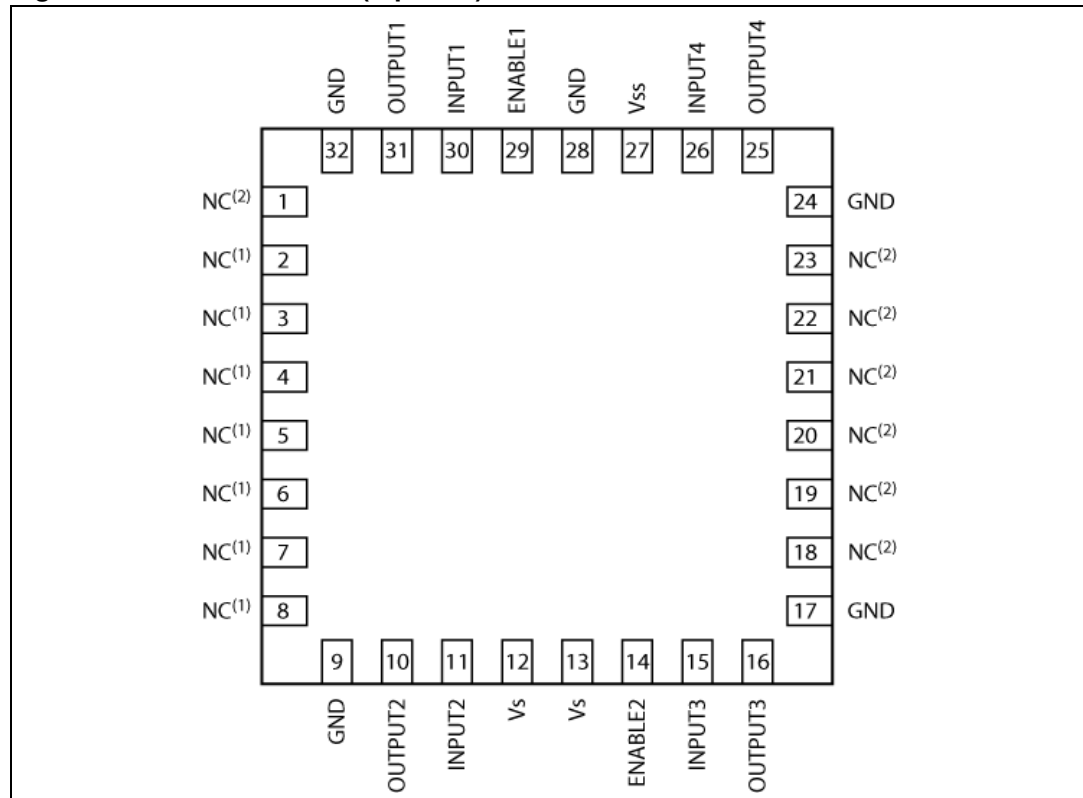 GND
OUTPUT1
INPUT1
ENABLE1
GND
Vss
INPUT4
OUTPUT4
32 31 30 29 28 27 26 25
NC(2) 1
NC(1) 2
NC(1) 3
NC(1) 4
NC(1) 5
NC(1) 6
NC(1) 7
NC(1) 8
24 GND
23 NC(2)
22 NC(2)
21 NC(2)
20 NC(2)
19 NC(2)
18 NC(2)
17 GND
9 10 11 12 13 14 15 16
GND
OUTPUT2
INPUT2
Vs
Vs
ENABLE2
INPUT3
OUTPUT3